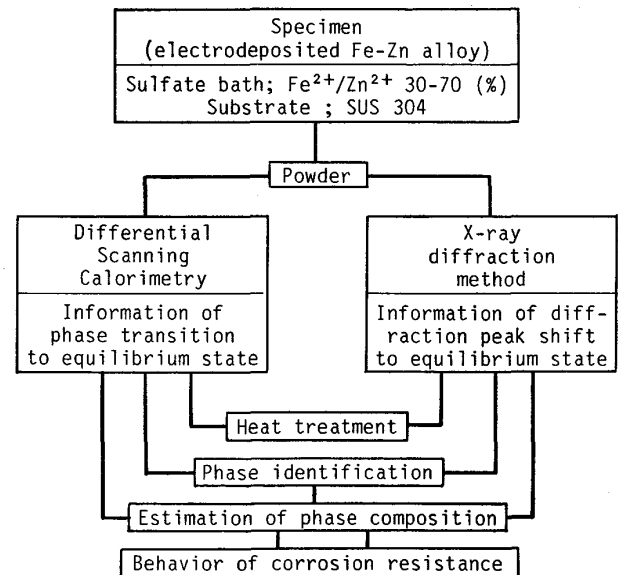 Specimen
(electrodeposited Fe-Zn alloy)
Sulfate bath; Fe²⁺/Zn²⁺ 30-70 (%)
Substrate ; SUS 304
Powder
Differential
Scanning
Calorimetry
Information of
phase transition
to equilibrium state
X-ray
diffraction
method
Information of diff-
raction peak shift
to equilibrium state
Heat treatment
Phase identification
Estimation of phase composition
Behavior of corrosion resistance